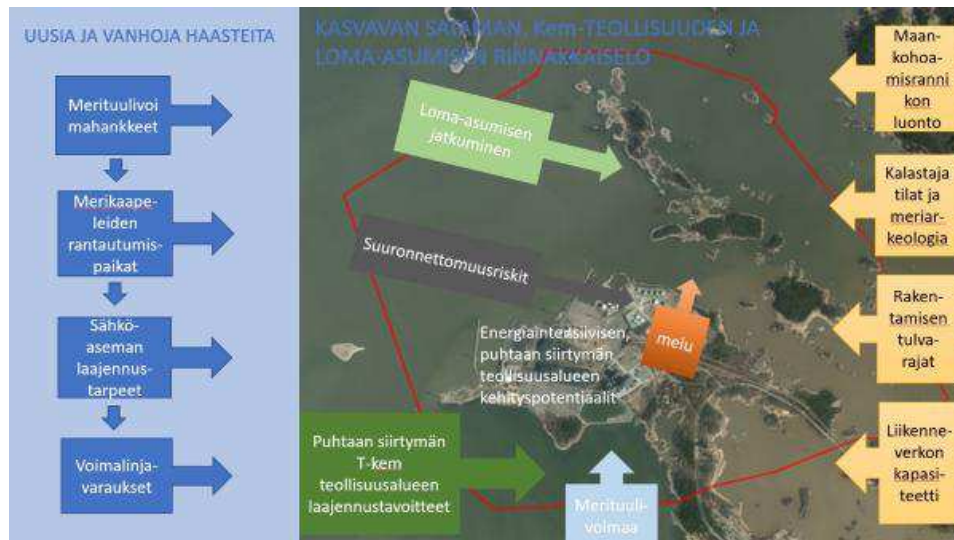 UUSIA JA VANHOJA HAASTEITA
Merituulivoi
mahankkeet
Merikaape-
leiden
rantautumis-
paikat
Sähkö-
aseman
laajennus-
tarpeet
Voimalinja-
varaukset
KASVAVAN SATAMAN, Kem-TEOLLISUUDEN JA
LOMA-ASUMISEN RINNAKKAISELO
Loma-asumisen
jatkuminen
Suuronnettomuusriskit
Energiaintensiivisen,
puhtaan siirtymän
teollisuusalueen
kehityspotentiaalit
melu
Puhtaan siirtymän
T-kem
teollisuusalueen
laajennustavoitteet
Merituuli-
voimaa
Maan-
kohoa-
misranni
kon
luonto
Kalastaja
tilat ja
meriar-
keologia
Raken-
tamisen
tulva-
rajat
Liikenne-
verkon
kapasi-
teetti